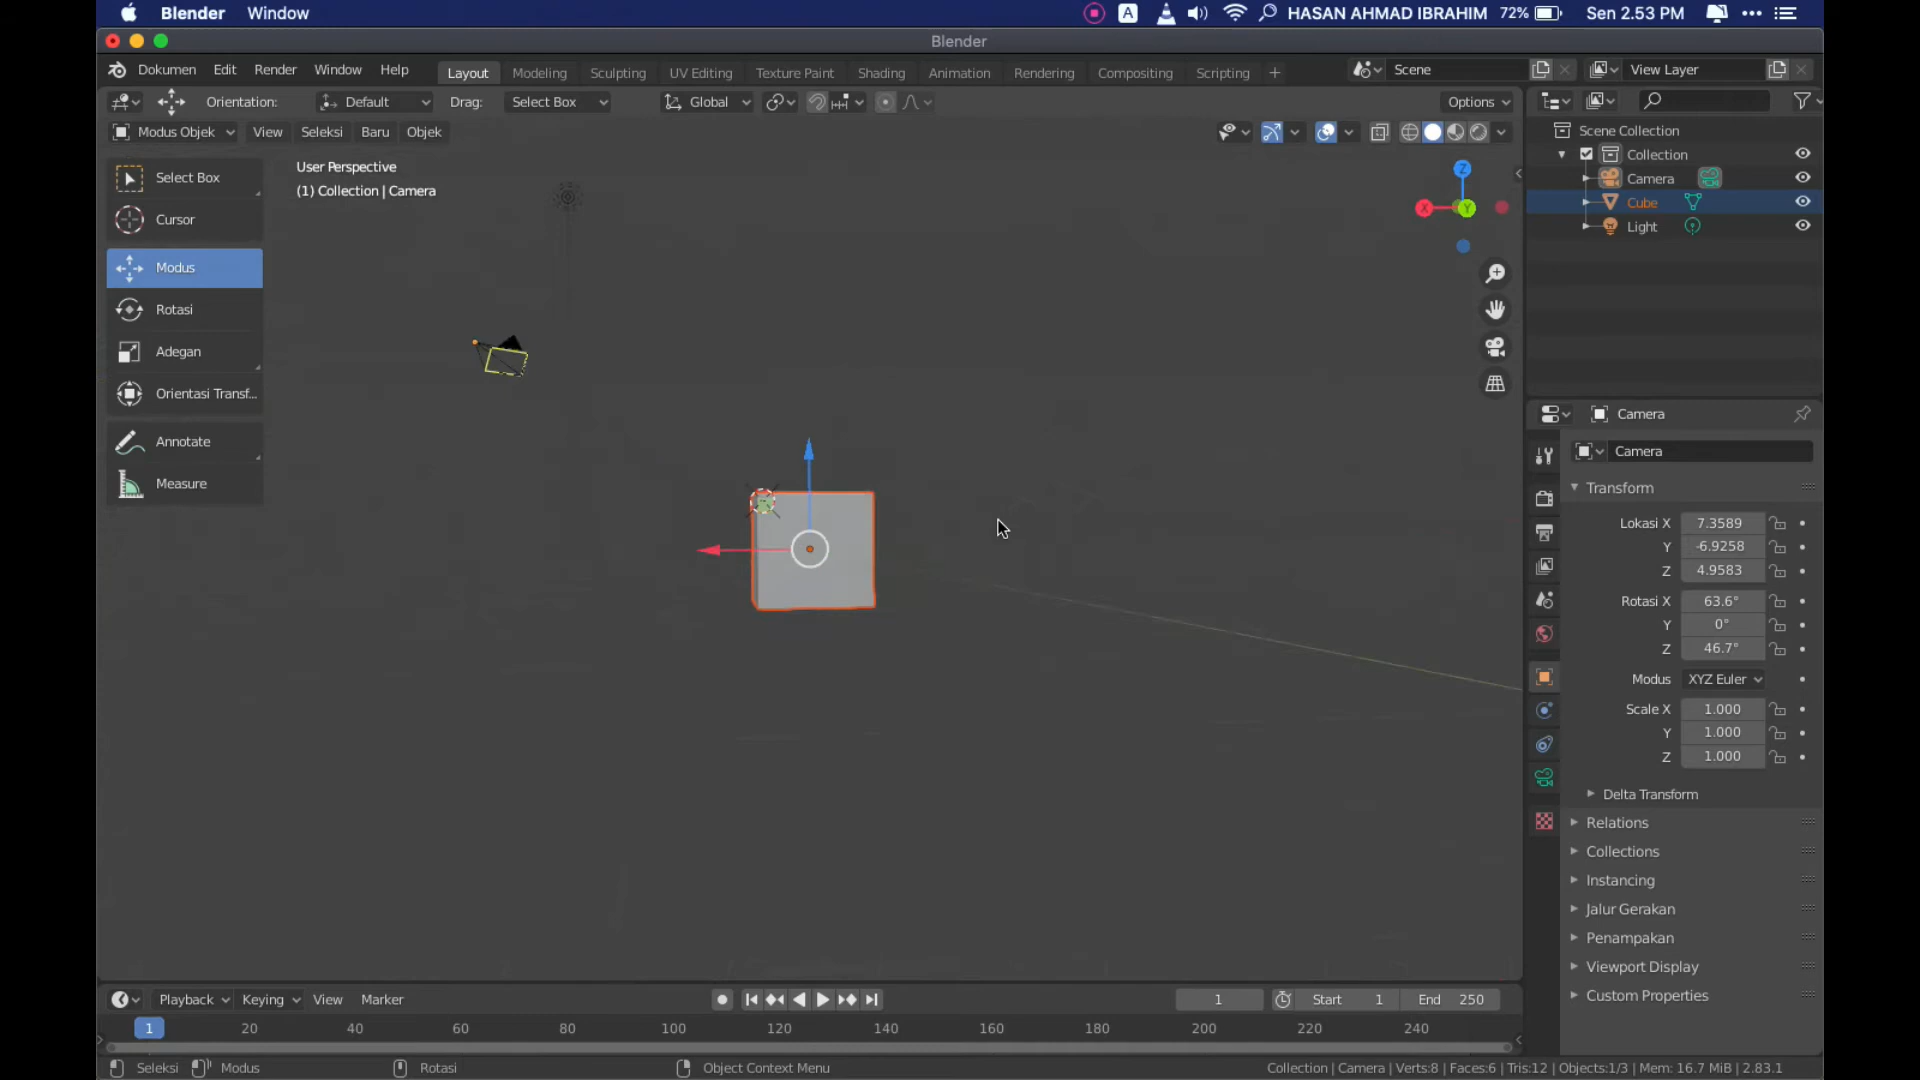 Blender Window A HASAN AHMAD IBRAHIM 72% Sen 2.53 PM
Blender
Dokumen Edit Render Window Help Layout Modeling Sculpting UV Editing Texture Paint Shading Animation Rendering Compositing Scripting + Scene View Layer
Orientation: Default Drag: Select Box Global Options
Modus Objek View Seleksi Baru Objek
Scene Collection
Collection
Camera
Cube
Light
User Perspective
(1) Collection | Camera
Select Box
Cursor
Modus
Rotasi
Adegan
Orientasi Transf...
Annotate
Measure
Z
X Y
Camera
Camera
Transform
Lokasi X 7.3589
Y -6.9258
Z 4.9583
Rotasi X 63.6°
Y 0°
Z 46.7°
Modus XYZ Euler
Scale X 1.000
Y 1.000
Z 1.000
Delta Transform
Relations
Collections
Instancing
Jalur Gerakan
Penampakan
Viewport Display
Custom Properties
Playback Keying View Marker 1 Start 1 End 250
1 20 40 60 80 100 120 140 160 180 200 220 240
Seleksi Modus Rotasi Object Context Menu Collection | Camera | Verts:8 | Faces:6 | Tris:12 | Objects:1/3 | Mem: 16.7 MiB | 2.83.1